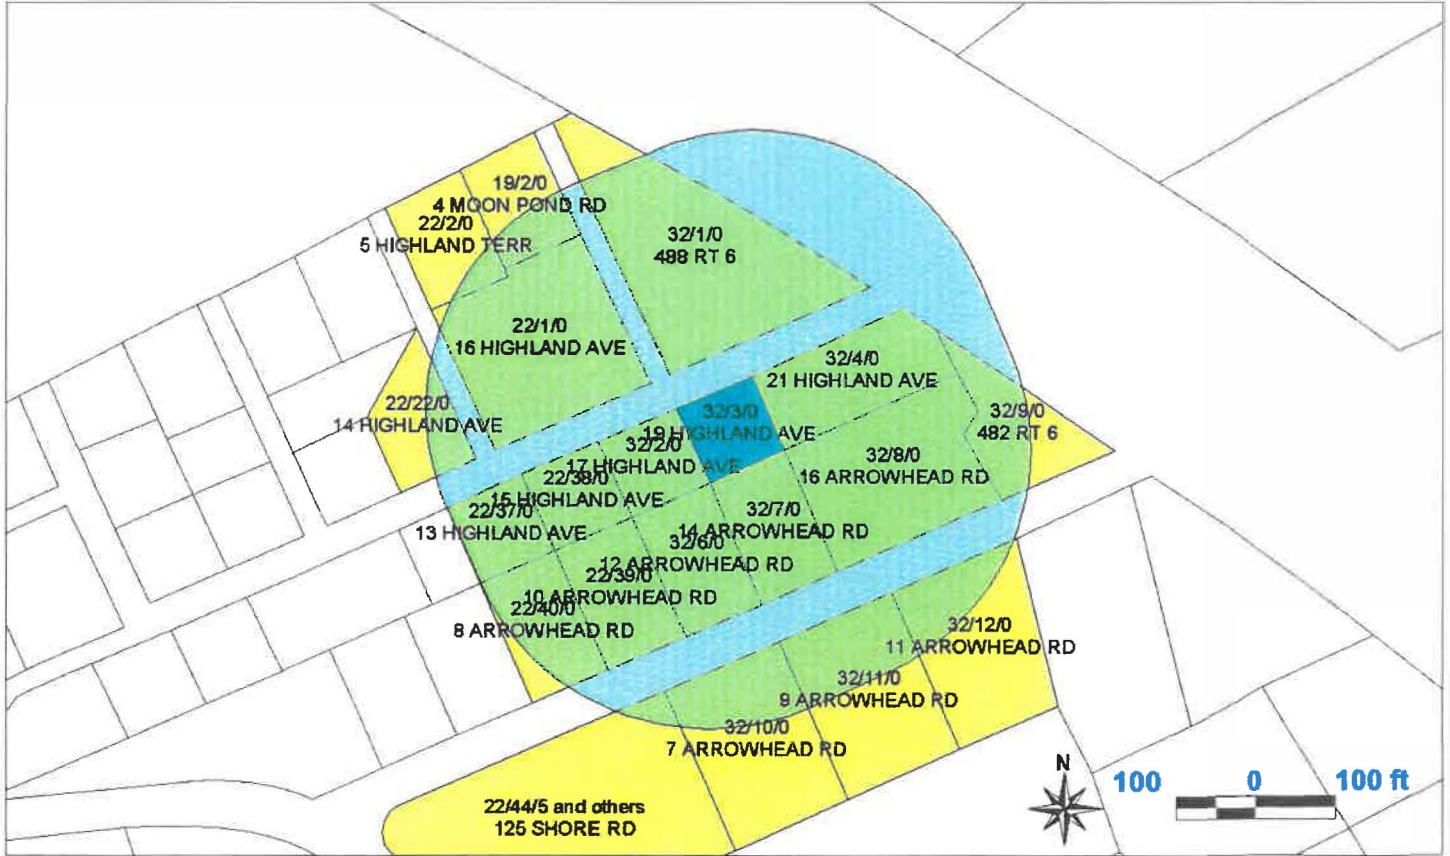 19/2/0
4 MOON POND RD
22/2/0
5 HIGHLAND TERR
32/1/0
498 RT 6
22/1/0
16 HIGHLAND AVE
32/4/0
21 HIGHLAND AVE
22/22/0
14 HIGHLAND AVE
32/3/0
19 HIGHLAND AVE
32/9/0
482 RT 6
32/2/0
17 HIGHLAND AVE
32/8/0
16 ARROWHEAD RD
22/38/0
15 HIGHLAND AVE
22/37/0
13 HIGHLAND AVE
32/7/0
14 ARROWHEAD RD
32/6/0
12 ARROWHEAD RD
22/39/0
10 ARROWHEAD RD
22/40/0
8 ARROWHEAD RD
32/12/0
11 ARROWHEAD RD
32/11/0
9 ARROWHEAD RD
32/10/0
7 ARROWHEAD RD
22/44/5 and others
125 SHORE RD
N
100 0 100 ft